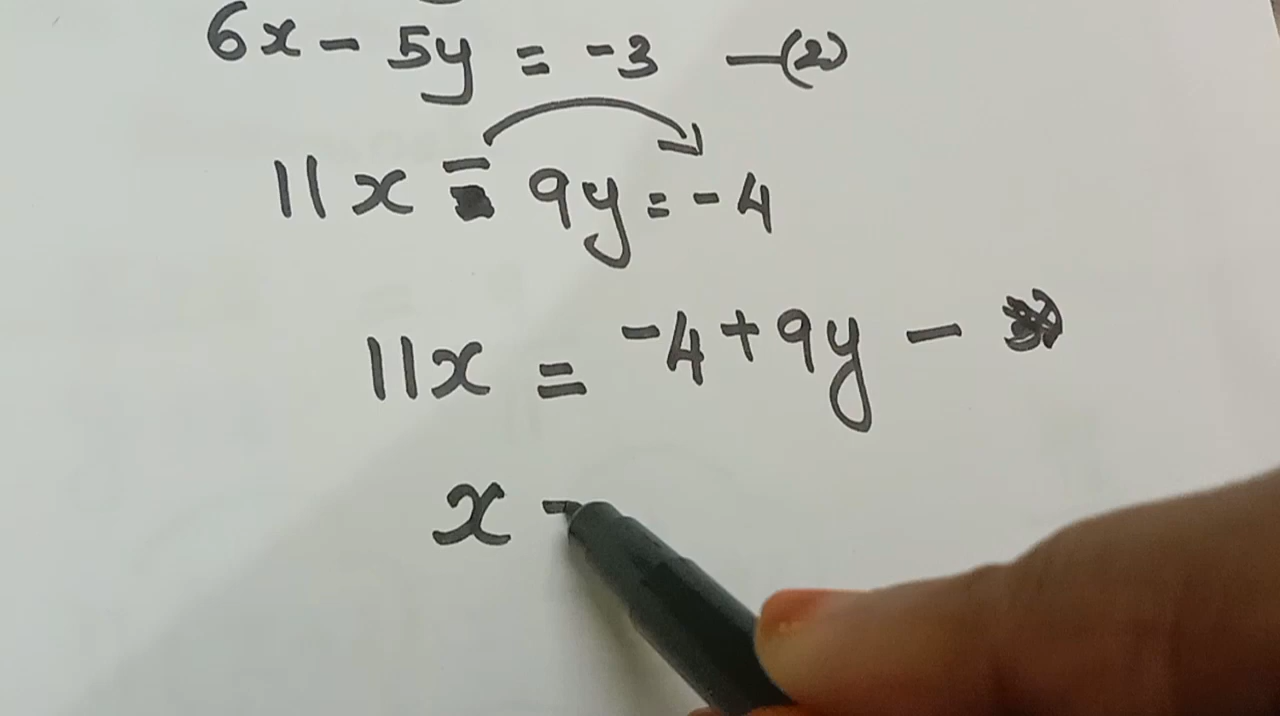 6x - 5y = -3 —(2)
11x - 9y = -4
11x = -4 + 9y -
x -